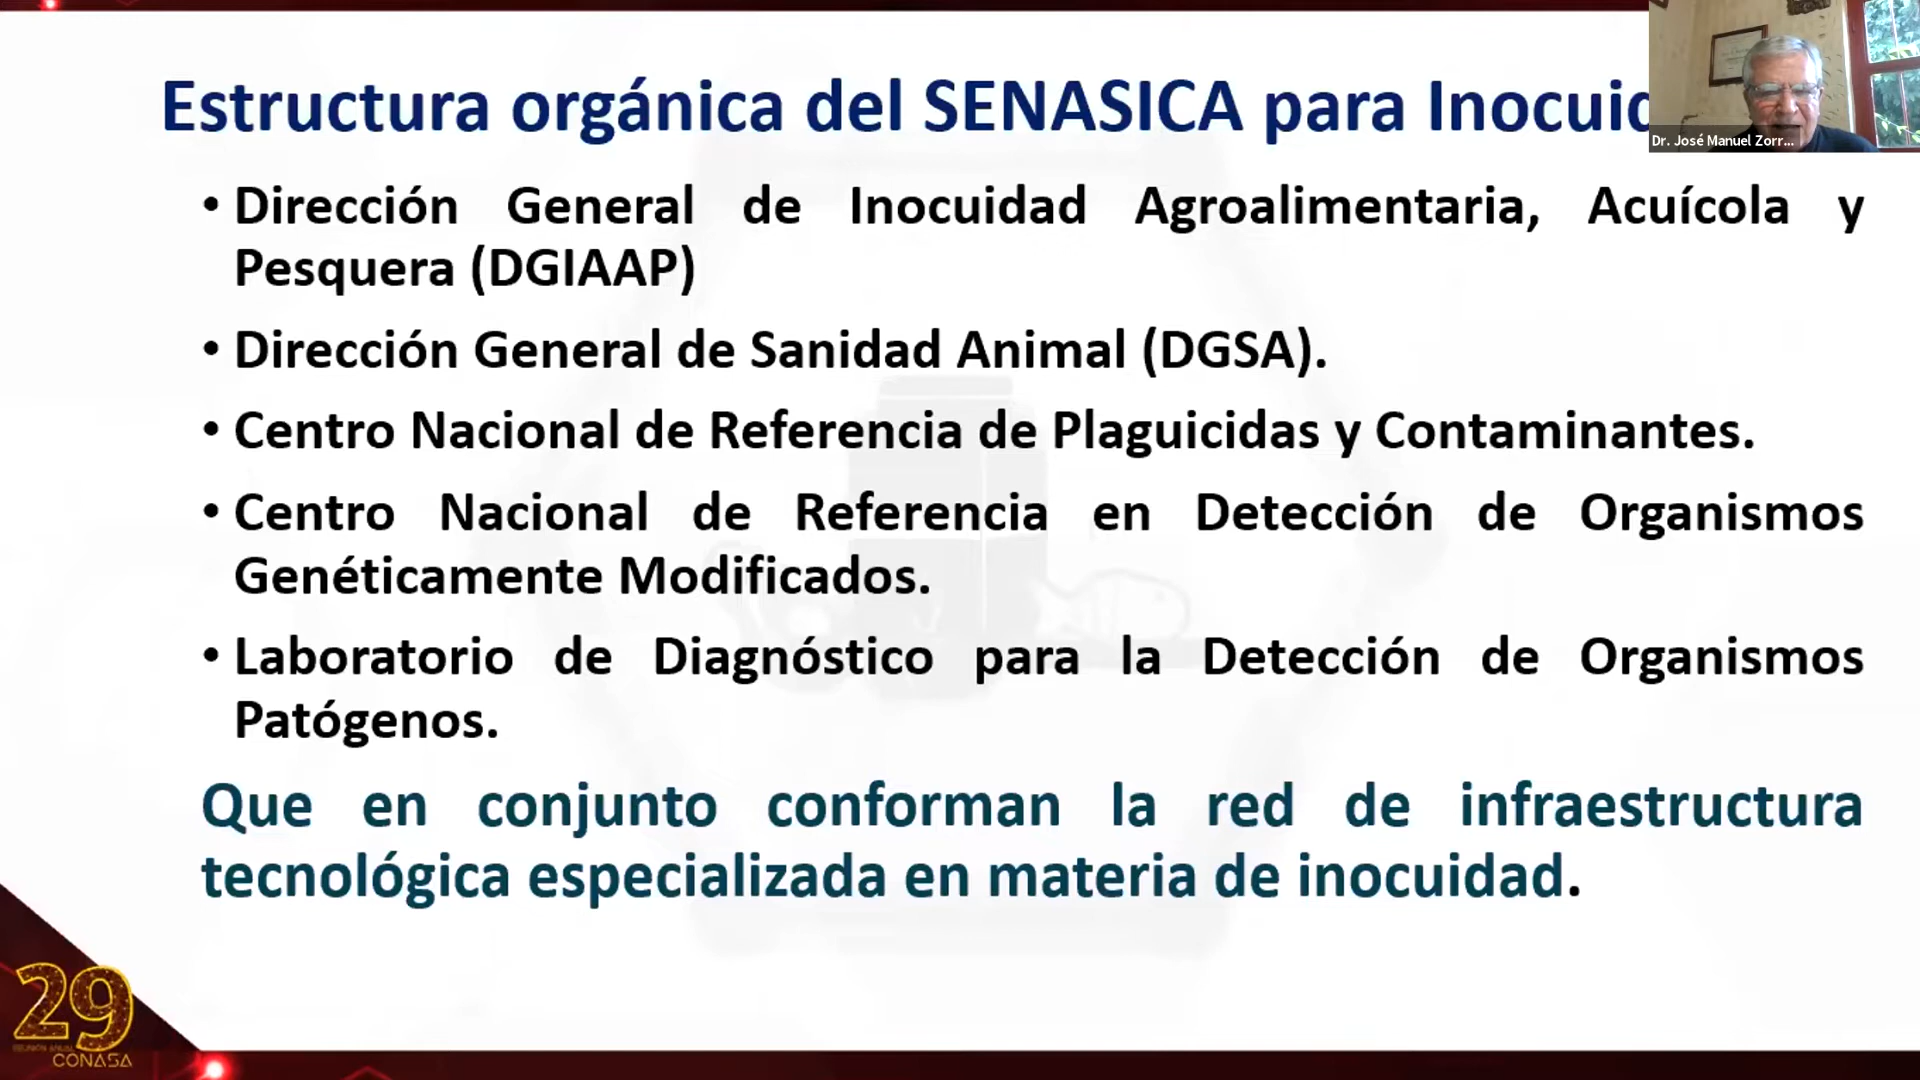 Estructura orgánica del SENASICA para Inocuid
Dr. José Manuel Zorr...
• Dirección General de Inocuidad Agroalimentaria, Acuícola y
Pesquera (DGIAAP)
• Dirección General de Sanidad Animal (DGSA).
• Centro Nacional de Referencia de Plaguicidas y Contaminantes.
• Centro Nacional de Referencia en Detección de Organismos
Genéticamente Modificados.
• Laboratorio de Diagnóstico para la Detección de Organismos
Patógenos.
Que en conjunto conforman la red de infraestructura
tecnológica especializada en materia de inocuidad.
29
REUNIÓN ANUAL
CONASA